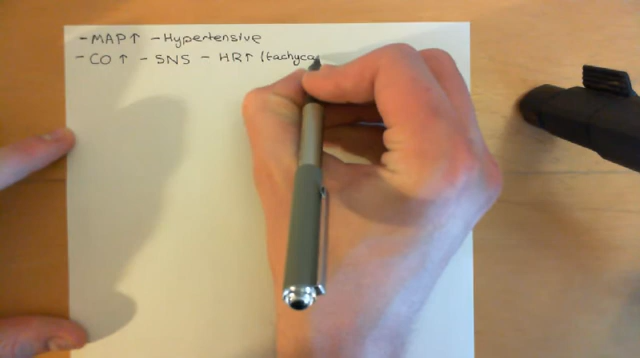 - MAP↑ - Hypertensive
- CO ↑ - SNS - HR↑ (tachyca